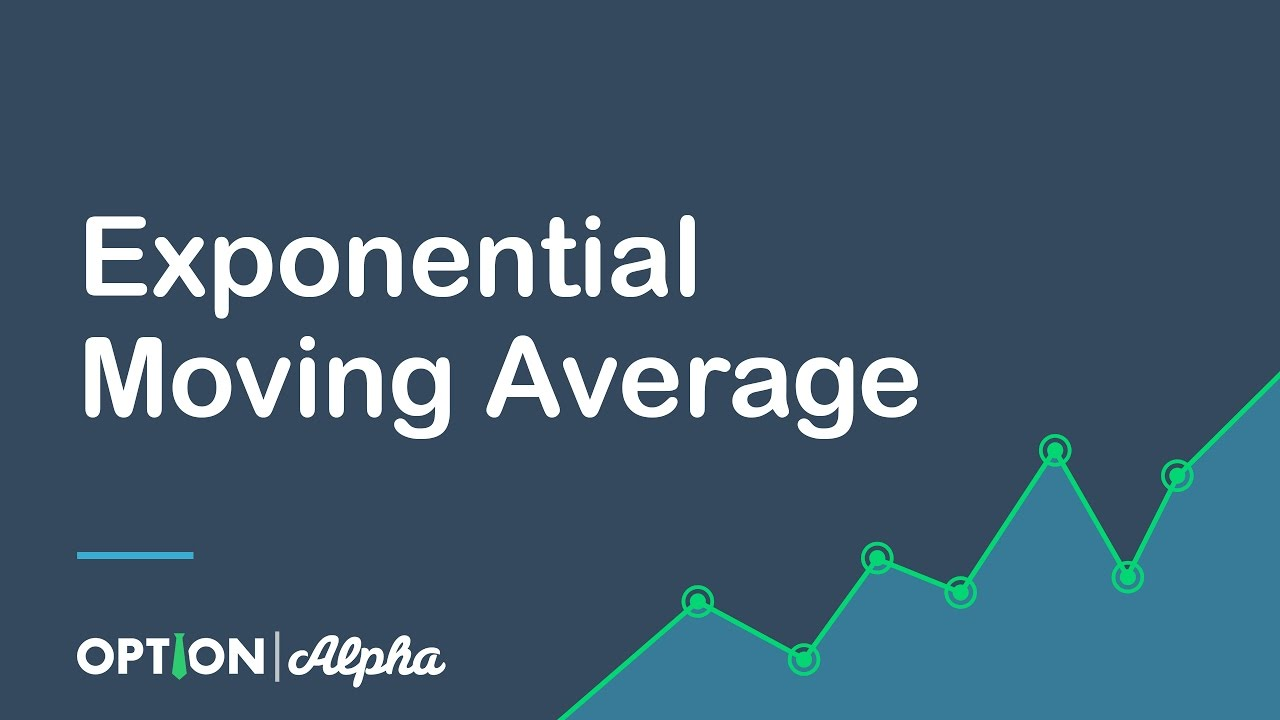 Exponential
Moving Average
OPTION | Alpha